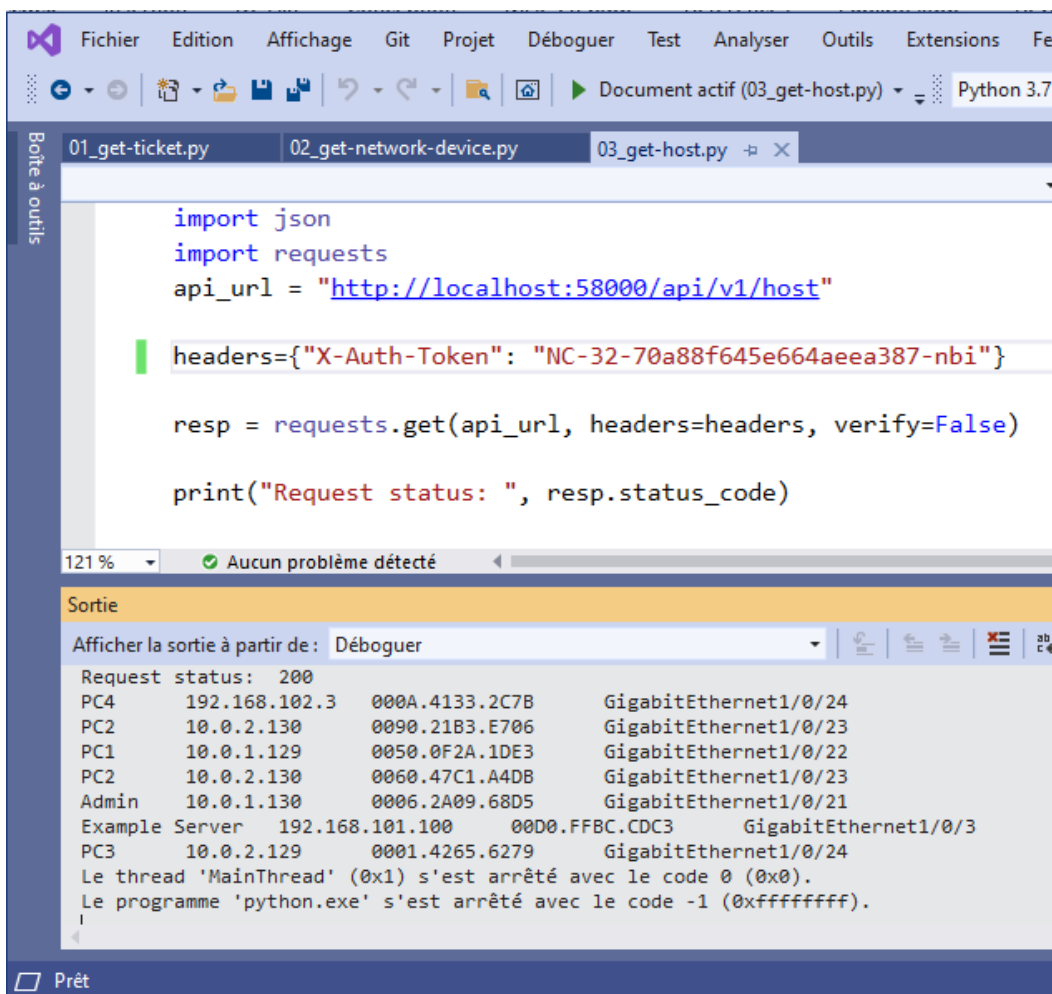 Fichier Edition Affichage Git Projet Déboguer Test Analyser Outils Extensions Fe
Document actif (03_get-host.py) Python 3.7
Boîte à outils
01_get-ticket.py 02_get-network-device.py 03_get-host.py
import json
import requests
api_url = "http://localhost:58000/api/v1/host"
headers={"X-Auth-Token": "NC-32-70a88f645e664aeea387-nbi"}
resp = requests.get(api_url, headers=headers, verify=False)
print("Request status: ", resp.status_code)
121 % Aucun problème détecté
Sortie
Afficher la sortie à partir de : Déboguer
Request status:  200
PC4 192.168.102.3 000A.4133.2C7B GigabitEthernet1/0/24
PC2 10.0.2.130 0090.21B3.E706 GigabitEthernet1/0/23
PC1 10.0.1.129 0050.0F2A.1DE3 GigabitEthernet1/0/22
PC2 10.0.2.130 0060.47C1.A4DB GigabitEthernet1/0/23
Admin 10.0.1.130 0006.2A09.68D5 GigabitEthernet1/0/21
Example Server 192.168.101.100 00D0.FFBC.CDC3 GigabitEthernet1/0/3
PC3 10.0.2.129 0001.4265.6279 GigabitEthernet1/0/24
Le thread 'MainThread' (0x1) s'est arrêté avec le code 0 (0x0).
Le programme 'python.exe' s'est arrêté avec le code -1 (0xffffffff).
Prêt